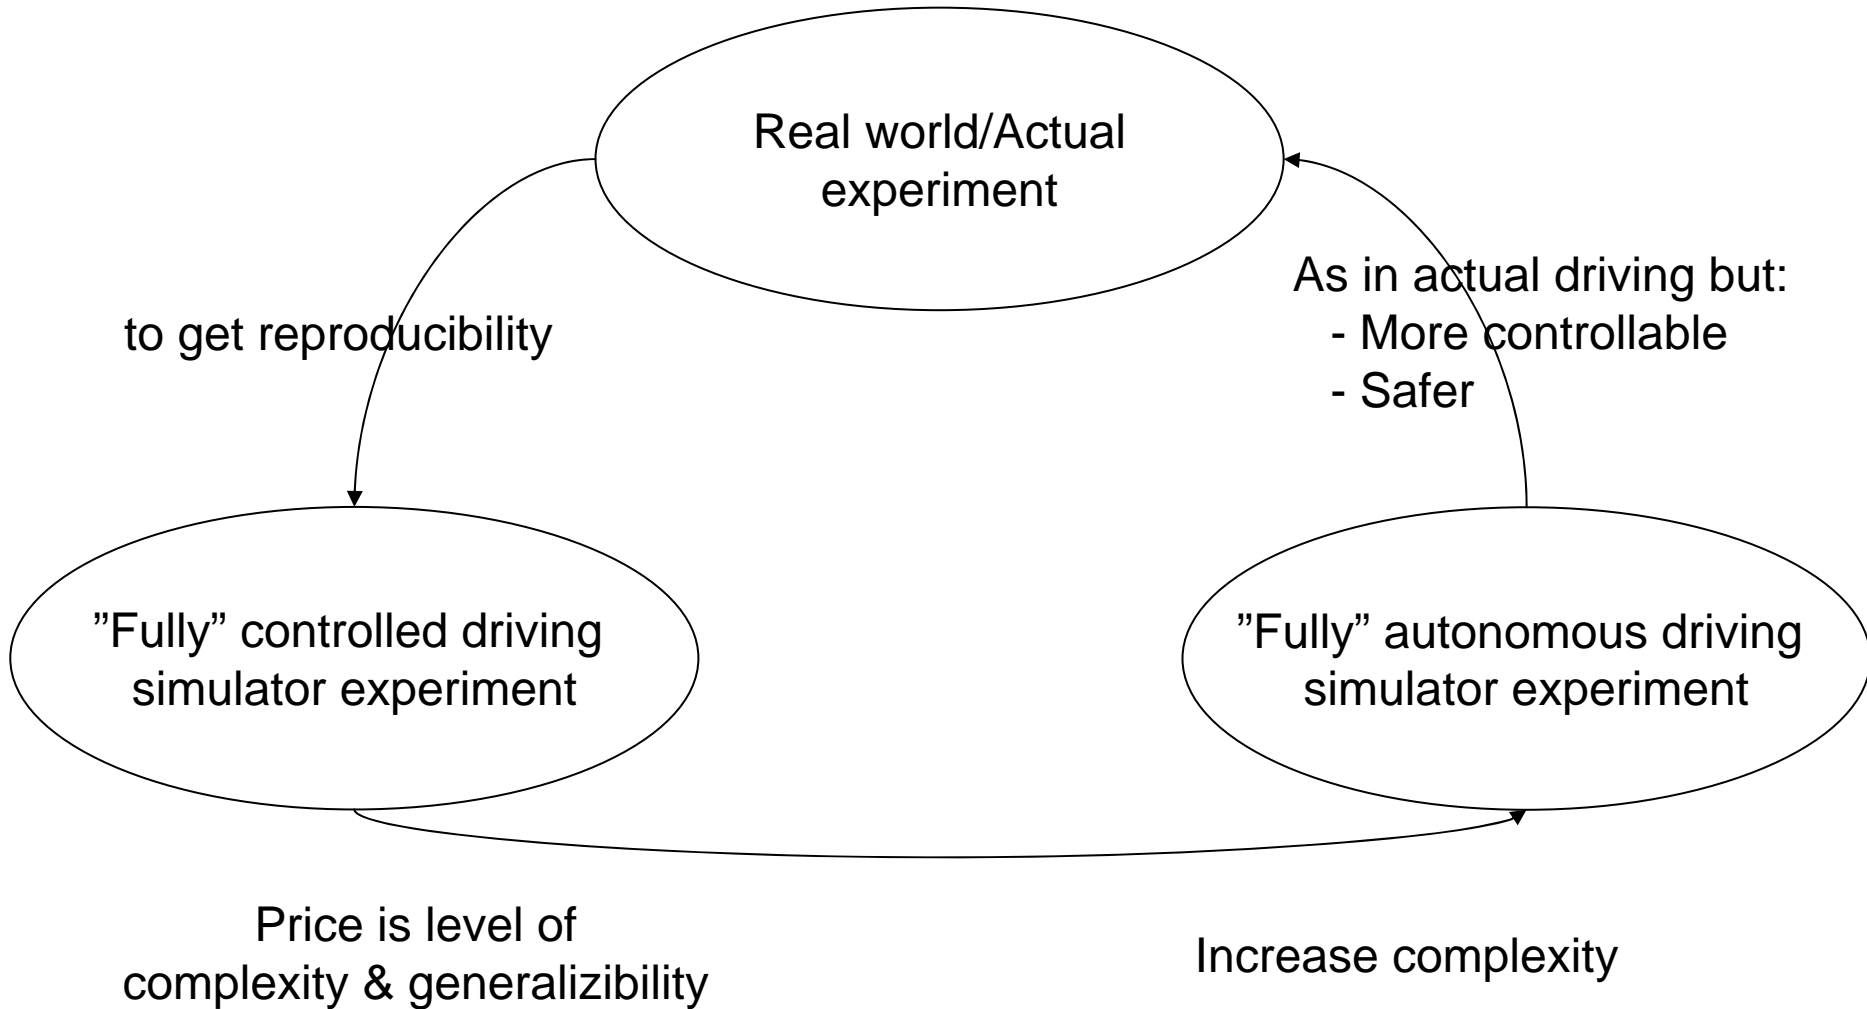 Real world/Actual
experiment
to get reproducibility
As in actual driving but:
- More controllable
- Safer
”Fully” controlled driving
simulator experiment
”Fully” autonomous driving
simulator experiment
Price is level of
complexity & generalizibility
Increase complexity